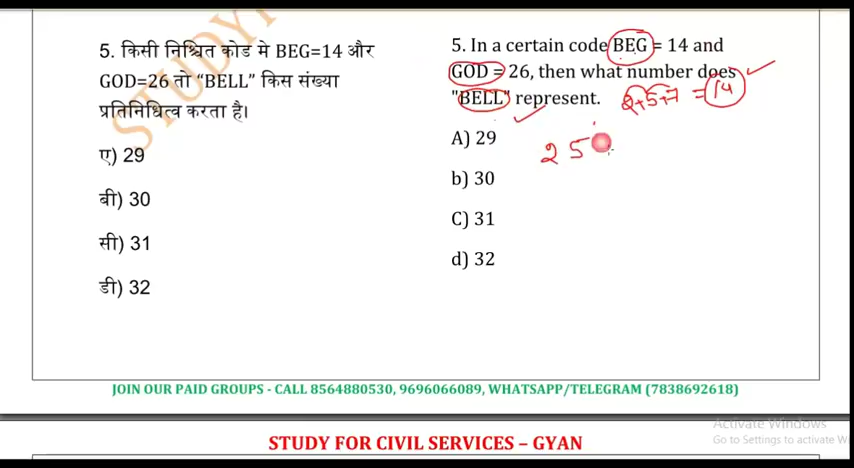 5. किसी निश्चित कोड मे BEG=14 और
GOD=26 तो “BELL” किस संख्या
प्रतिनिधित्व करता है।
ए) 29
बी) 30
सी) 31
डी) 32
5. In a certain code BEG = 14 and
GOD = 26, then what number does
"BELL" represent.
2+5+7 = 14
A) 29
2 5
b) 30
C) 31
d) 32
JOIN OUR PAID GROUPS - CALL 8564880530, 9696066089, WHATSAPP/TELEGRAM (7838692618)
Activate Windows
Go to Settings to activate W
STUDY FOR CIVIL SERVICES – GYAN